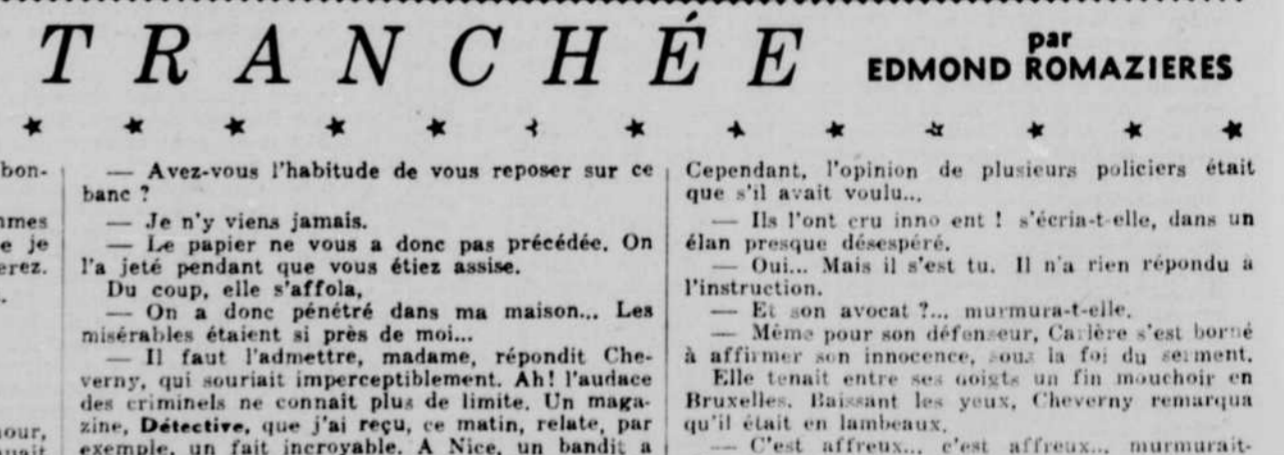 TRANCHÉE
par
EDMOND ROMAZIERES
bon-
mmes
e je
erez.
.
our,
— Avez-vous l'habitude de vous reposer sur ce
banc ?
— Je n'y viens jamais.
— Le papier ne vous a donc pas précédée. On
l'a jeté pendant que vous étiez assise.
Du coup, elle s'affola,
— On a donc pénétré dans ma maison... Les
misérables étaient si près de moi...
— Il faut l'admettre, madame, répondit Che-
verny, qui souriait imperceptiblement. Ah! l'audace
des criminels ne connait plus de limite. Un maga-
zine, Détective, que j'ai reçu, ce matin, relate, par
exemple, un fait incroyable. A Nice, un bandit a
Cependant, l'opinion de plusieurs policiers était
que s'il avait voulu...
— Ils l'ont cru inno ent ! s'écria-t-elle, dans un
élan presque désespéré.
— Oui... Mais il s'est tu. Il n'a rien répondu à
l'instruction.
— Et son avocat ?... murmura-t-elle.
— Même pour son défenseur, Carlère s'est borné
à affirmer son innocence, sous la foi du serment.
Elle tenait entre ses doigts un fin mouchoir en
Bruxelles. Baissant les yeux, Cheverny remarqua
qu'il était en lambeaux.
— C'est affreux... c'est affreux... murmurait-